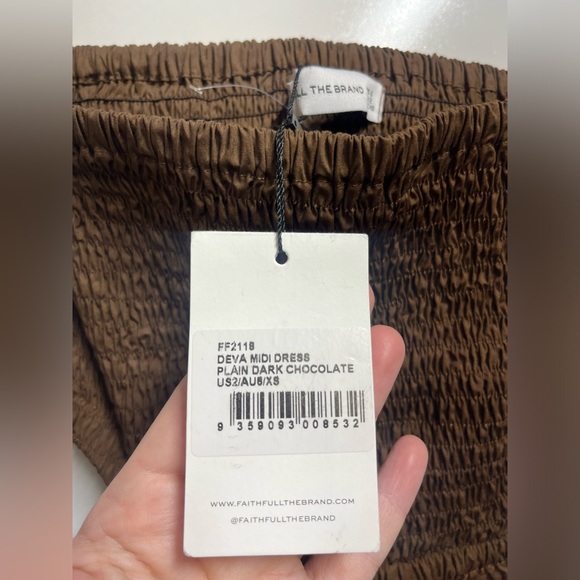 LL THE BRAND
FF2118
DEVA MIDI DRESS
PLAIN DARK CHOCOLATE
US2/AU6/XS
9 359093 008532
WWW.FAITHFULLTHEBRAND.COM
@FAITHFULLTHEBRAND